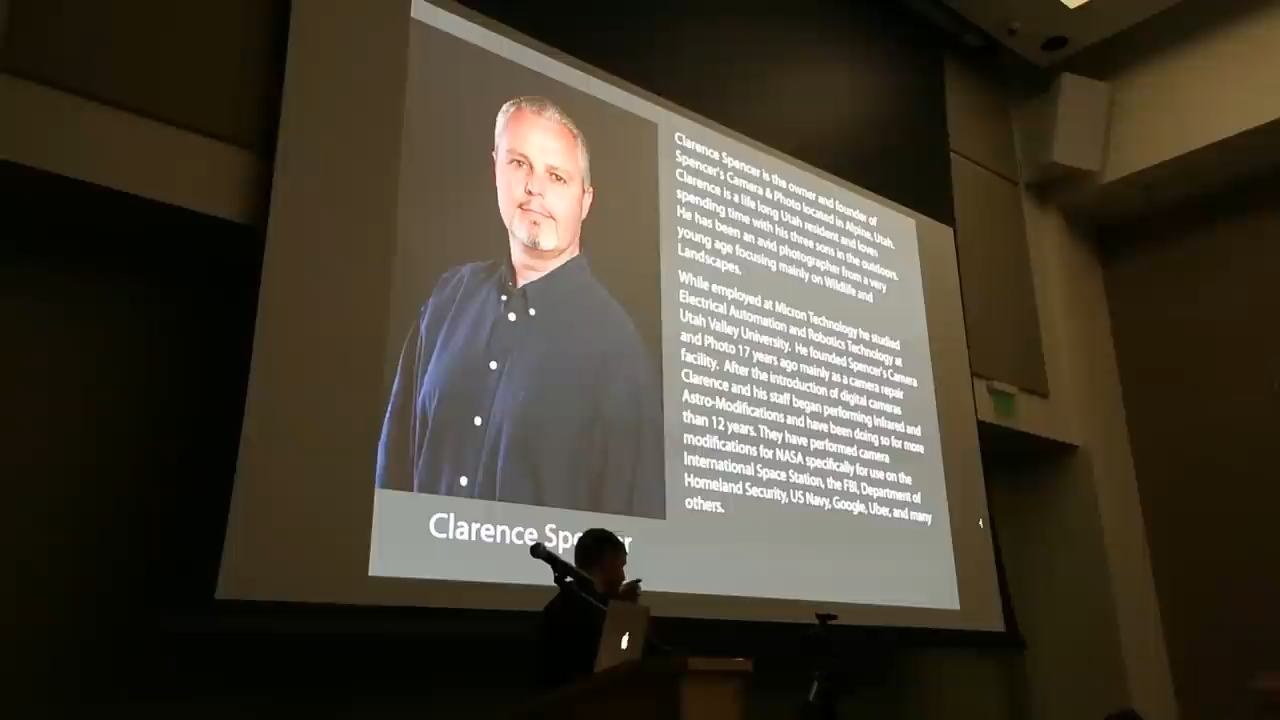 Clarence Spencer is the owner and founder of
Spencer's Camera & Photo located in Alpine, Utah.
Clarence is a life long Utah resident and loves
spending time with his three sons in the outdoors.
He has been an avid photographer from a very
young age focusing mainly on Wildlife and
Landscapes.
While employed at Micron Technology he studied
Electrical Automation and Robotics Technology at
Utah Valley University. He founded Spencer's Camera
and Photo 17 years ago mainly as a camera repair
facility. After the introduction of digital cameras
Clarence and his staff began performing Infrared and
Astro-Modifications and have been doing so for more
than 12 years. They have performed camera
modifications for NASA specifically for use on the
International Space Station, the FBI, Department of
Homeland Security, US Navy, Google, Uber, and many
others.
Clarence